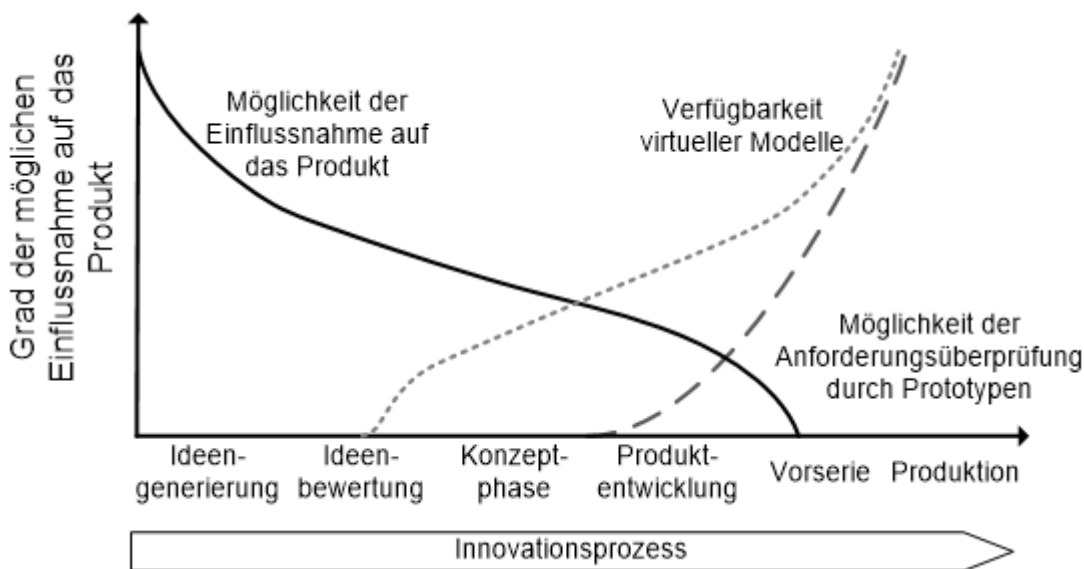 Grad der möglichen
Einflussnahme auf das
Produkt
Möglichkeit der
Einflussnahme auf
das Produkt
Verfügbarkeit
virtueller Modelle
Möglichkeit der
Anforderungsüberprüfung
durch Prototypen
Ideen-
generierung
Ideen-
bewertung
Konzept-
phase
Produkt-
entwicklung
Vorserie
Produktion
Innovationsprozess